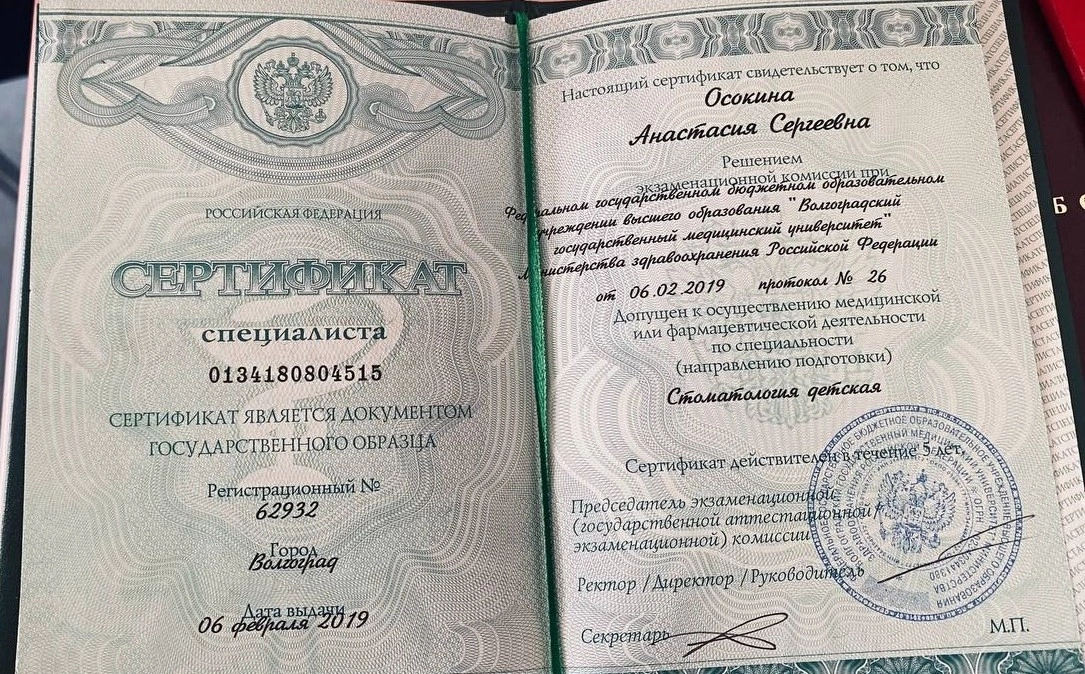 РОССИЙСКАЯ ФЕДЕРАЦИЯ
СЕРТИФИКАТ
специалиста
0134180804515
СЕРТИФИКАТ ЯВЛЯЕТСЯ ДОКУМЕНТОМ
ГОСУДАРСТВЕННОГО ОБРАЗЦА
Регистрационный №
62932
Город
Волгоград
Дата выдачи
06 февраля 2019
Настоящий сертификат свидетельствует о том, что
Осокина
Анастасия Сергеевна
Решением
экзаменационной комиссии при
Федеральном государственном бюджетном образовательном
учреждении высшего образования "Волгоградский
государственный медицинский университет"
Министерства здравоохранения Российской Федерации
от 06.02.2019 протокол № 26
Допущен к осуществлению медицинской
или фармацевтической деятельности
по специальности
(направлению подготовки)
Стоматология детская
Сертификат действителен в течение 5 лет.
Председатель экзаменационной
(государственной аттестационной/
экзаменационной) комиссии
Ректор /Директор /Руководитель
Секретарь
М.П.